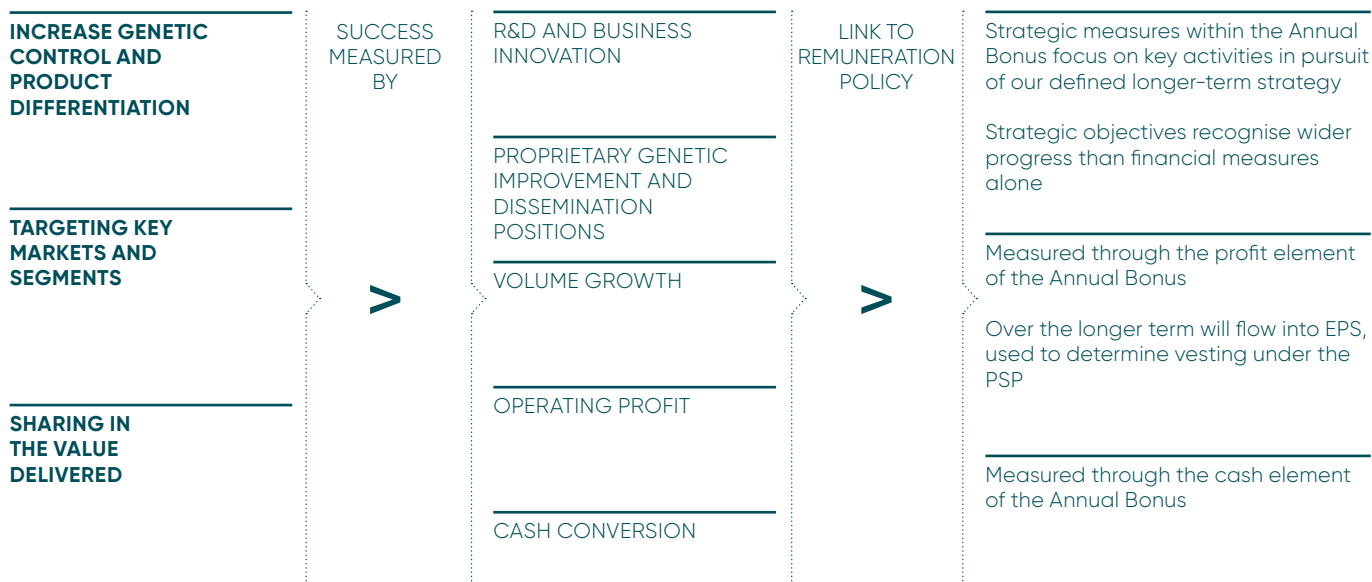 INCREASE GENETIC
CONTROL AND
PRODUCT
DIFFERENTIATION
TARGETING KEY
MARKETS AND
SEGMENTS
SHARING IN
THE VALUE
DELIVERED
SUCCESS
MEASURED
BY
>
R&D AND BUSINESS
INNOVATION
PROPRIETARY GENETIC
IMPROVEMENT AND
DISSEMINATION
POSITIONS
VOLUME GROWTH
OPERATING PROFIT
CASH CONVERSION
LINK TO
REMUNERATION
POLICY
>
Strategic measures within the Annual
Bonus focus on key activities in pursuit
of our defined longer-term strategy
Strategic objectives recognise wider
progress than financial measures
alone
Measured through the profit element
of the Annual Bonus
Over the longer term will flow into EPS,
used to determine vesting under the
PSP
Measured through the cash element
of the Annual Bonus